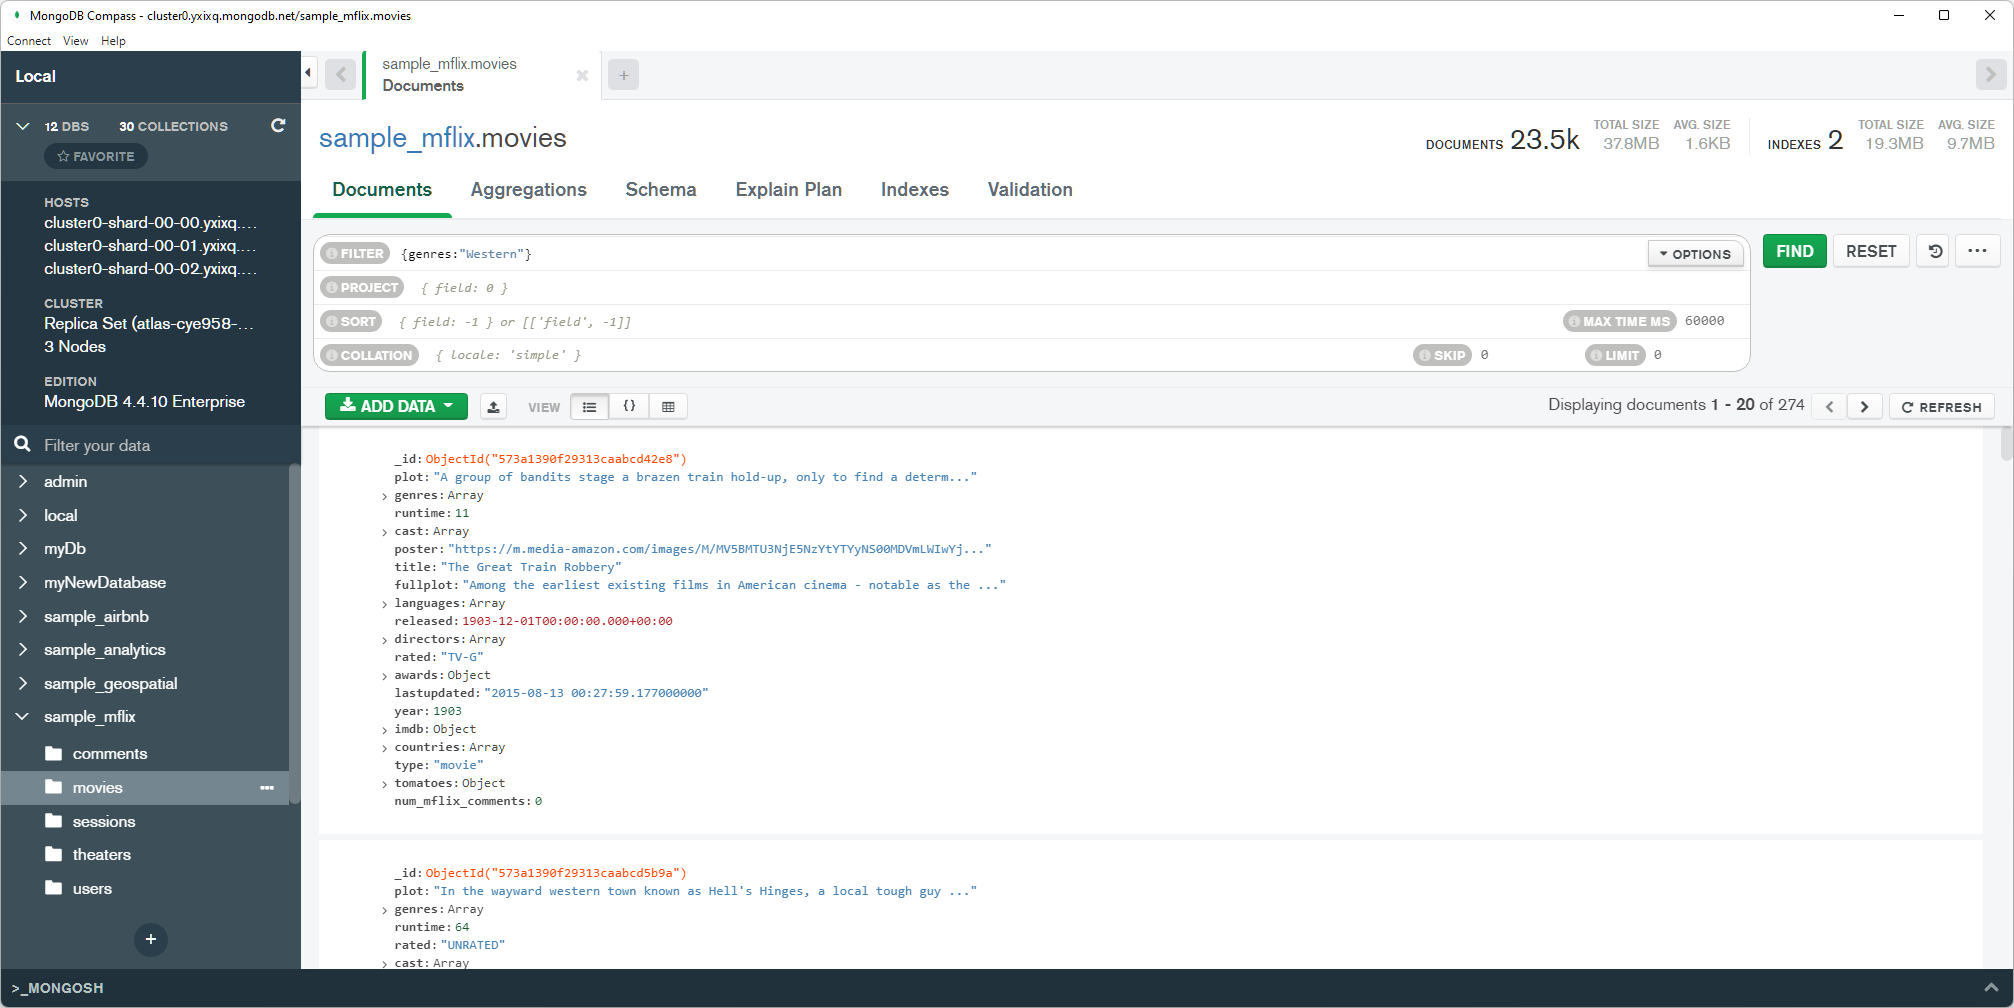 MongoDB Compass - cluster0.yxixq.mongodb.net/sample_mflix.movies
Connect View Help
Local
12 DBS 30 COLLECTIONS
FAVORITE
HOSTS
cluster0-shard-00-00.yxixq....
cluster0-shard-00-01.yxixq....
cluster0-shard-00-02.yxixq....
CLUSTER
Replica Set (atlas-cye958-...
3 Nodes
EDITION
MongoDB 4.4.10 Enterprise
Filter your data
admin
local
myDb
myNewDatabase
sample_airbnb
sample_analytics
sample_geospatial
sample_mflix
comments
movies
sessions
theaters
users
sample_mflix.movies
Documents
sample_mflix.movies
DOCUMENTS 23.5k TOTAL SIZE 37.8MB AVG. SIZE 1.6KB
INDEXES 2 TOTAL SIZE 19.3MB AVG. SIZE 9.7MB
Documents Aggregations Schema Explain Plan Indexes Validation
FILTER {genres:"Western"} OPTIONS FIND RESET
PROJECT { field: 0 }
SORT { field: -1 } or [['field', -1]] MAX TIME MS 60000
COLLATION { locale: 'simple' } SKIP 0 LIMIT 0
ADD DATA VIEW {} Displaying documents 1 - 20 of 274 REFRESH
_id: ObjectId("573a1390f29313caabcd42e8")
plot: "A group of bandits stage a brazen train hold-up, only to find a determ..."
genres: Array
runtime: 11
cast: Array
poster: "https://m.media-amazon.com/images/M/MV5BMTU3NjE5NzYtYTYyNS00MDVmLWIwYj..."
title: "The Great Train Robbery"
fullplot: "Among the earliest existing films in American cinema - notable as the ..."
languages: Array
released: 1903-12-01T00:00:00.000+00:00
directors: Array
rated: "TV-G"
awards: Object
lastupdated: "2015-08-13 00:27:59.177000000"
year: 1903
imdb: Object
countries: Array
type: "movie"
tomatoes: Object
num_mflix_comments: 0
_id: ObjectId("573a1390f29313caabcd5b9a")
plot: "In the wayward western town known as Hell's Hinges, a local tough guy ..."
genres: Array
runtime: 64
rated: "UNRATED"
cast: Array
>_MONGOSH